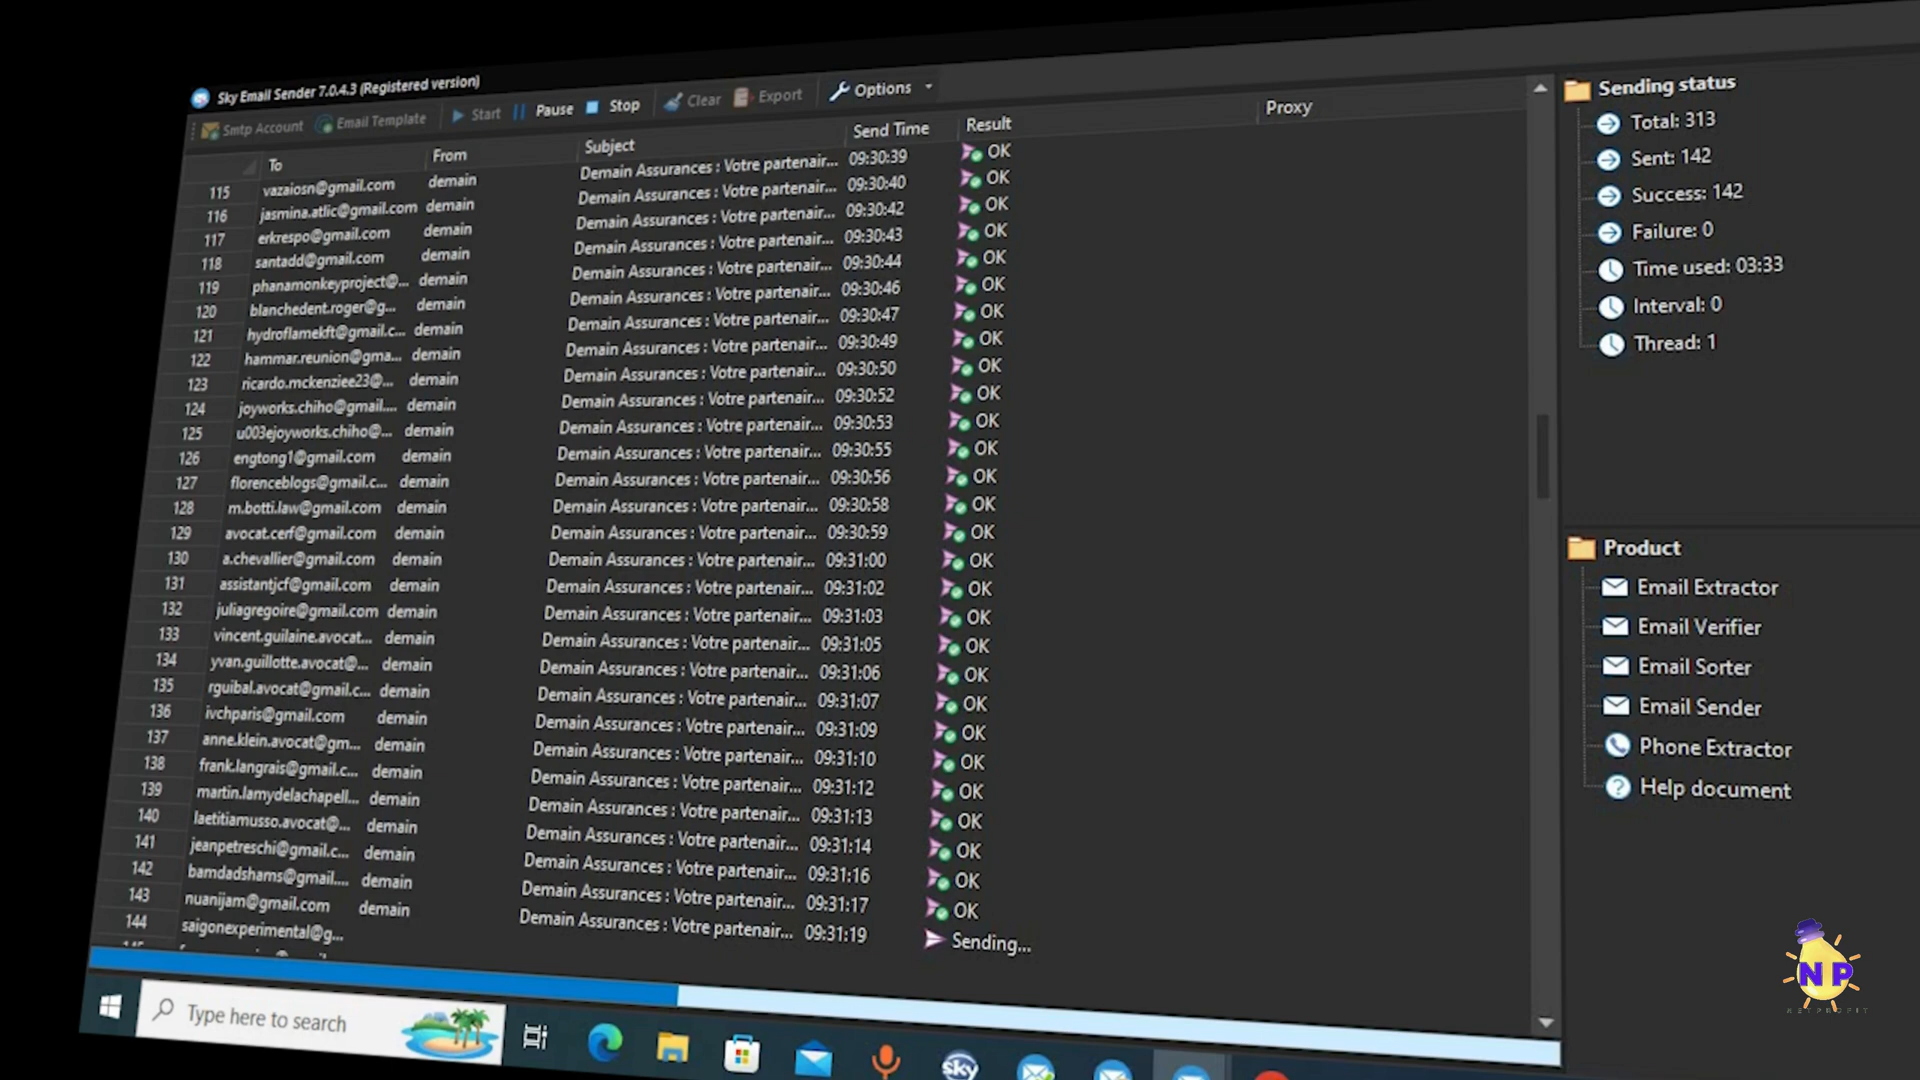 Sky Email Sender 7.0.4.3 (Registered version)
Smtp Account Email Template Start Pause Stop Clear Export Options
To From Subject Send Time Result Proxy
115 vazaiosn@gmail.com demain Demain Assurances : Votre partenair... 09:30:39 OK
116 jasmina.atlic@gmail.com demain Demain Assurances : Votre partenair... 09:30:40 OK
117 erkrespo@gmail.com demain Demain Assurances : Votre partenair... 09:30:42 OK
118 santadd@gmail.com demain Demain Assurances : Votre partenair... 09:30:43 OK
119 phanamonkeyproject@... demain Demain Assurances : Votre partenair... 09:30:44 OK
120 blanchedent.roger@g... demain Demain Assurances : Votre partenair... 09:30:46 OK
121 hydroflamekft@gmail.c... demain Demain Assurances : Votre partenair... 09:30:47 OK
122 hammar.reunion@gma... demain Demain Assurances : Votre partenair... 09:30:49 OK
123 ricardo.mckenziee23@... demain Demain Assurances : Votre partenair... 09:30:50 OK
124 joyworks.chiho@gmail.... demain Demain Assurances : Votre partenair... 09:30:52 OK
125 u003ejoyworks.chiho@... demain Demain Assurances : Votre partenair... 09:30:53 OK
126 engtong1@gmail.com demain Demain Assurances : Votre partenair... 09:30:55 OK
127 florenceblogs@gmail.c... demain Demain Assurances : Votre partenair... 09:30:56 OK
128 m.botti.law@gmail.com demain Demain Assurances : Votre partenair... 09:30:58 OK
129 avocat.cerf@gmail.com demain Demain Assurances : Votre partenair... 09:30:59 OK
130 a.chevallier@gmail.com demain Demain Assurances : Votre partenair... 09:31:00 OK
131 assistantjcf@gmail.com demain Demain Assurances : Votre partenair... 09:31:02 OK
132 juliagregoire@gmail.com demain Demain Assurances : Votre partenair... 09:31:03 OK
133 vincent.guilaine.avocat... demain Demain Assurances : Votre partenair... 09:31:05 OK
134 yvan.guillotte.avocat@... demain Demain Assurances : Votre partenair... 09:31:06 OK
135 rguibal.avocat@gmail.c... demain Demain Assurances : Votre partenair... 09:31:07 OK
136 ivchparis@gmail.com demain Demain Assurances : Votre partenair... 09:31:09 OK
137 anne.klein.avocat@gm... demain Demain Assurances : Votre partenair... 09:31:10 OK
138 frank.langrais@gmail.c... demain Demain Assurances : Votre partenair... 09:31:12 OK
139 martin.lamydelachapell... demain Demain Assurances : Votre partenair... 09:31:13 OK
140 laetitiamusso.avocat@... demain Demain Assurances : Votre partenair... 09:31:14 OK
141 jeanpetreschi@gmail.c... demain Demain Assurances : Votre partenair... 09:31:16 OK
142 bamdadshams@gmail.... demain Demain Assurances : Votre partenair... 09:31:17 OK
143 nuanijam@gmail.com demain Demain Assurances : Votre partenair... 09:31:19 Sending...
144 saigonexperimental@g...
Type here to search
sky
Sending status
Total: 313
Sent: 142
Success: 142
Failure: 0
Time used: 03:33
Interval: 0
Thread: 1
Product
Email Extractor
Email Verifier
Email Sorter
Email Sender
Phone Extractor
Help document
NP
NETPROFIT